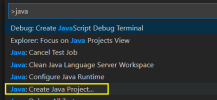 >java
Debug: Create JavaScript Debug Terminal
Explorer: Focus on Java Projects View
Java: Cancel Test Job
Java: Clean Java Language Server Workspace
Java: Configure Java Runtime
Java: Create Java Project...